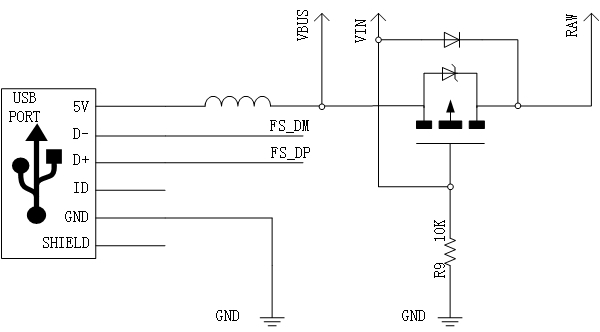 VBUS
VIN
RAW
USB
PORT
5V
D-
D+
ID
GND
SHIELD
FS_DM
FS_DP
R9 10K
GND
GND